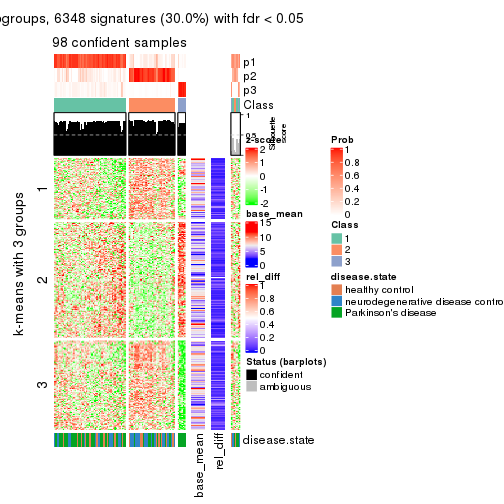 ogroups, 6348 signatures (30.0%) with fdr < 0.05
98 confident samples
p1
p2
p3
Class
1
0.5
Silhouette
score
k-means with 3 groups
1
2
3
z-score
2
1
0
-1
-2
base_mean
15
10
5
0
rel_diff
1
0.8
0.6
0.4
0.2
0
Status (barplots)
confident
ambiguous
Prob
1
0.8
0.6
0.4
0.2
0
Class
1
2
3
disease.state
healthy control
neurodegenerative disease contro
Parkinson's disease
disease.state
base_mean
rel_diff